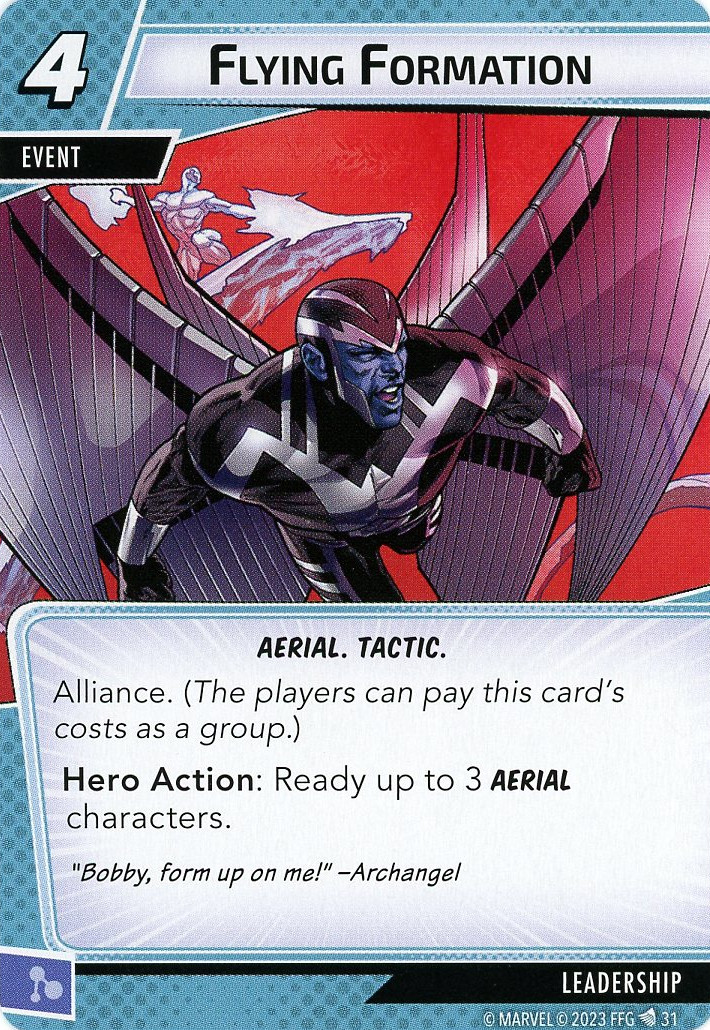 4
Flying Formation
EVENT
AERIAL. TACTIC.
Alliance. (The players can pay this card's
costs as a group.)
Hero Action: Ready up to 3 AERIAL
characters.
"Bobby, form up on me!" –Archangel
LEADERSHIP
© MARVEL © 2023 FFG 31